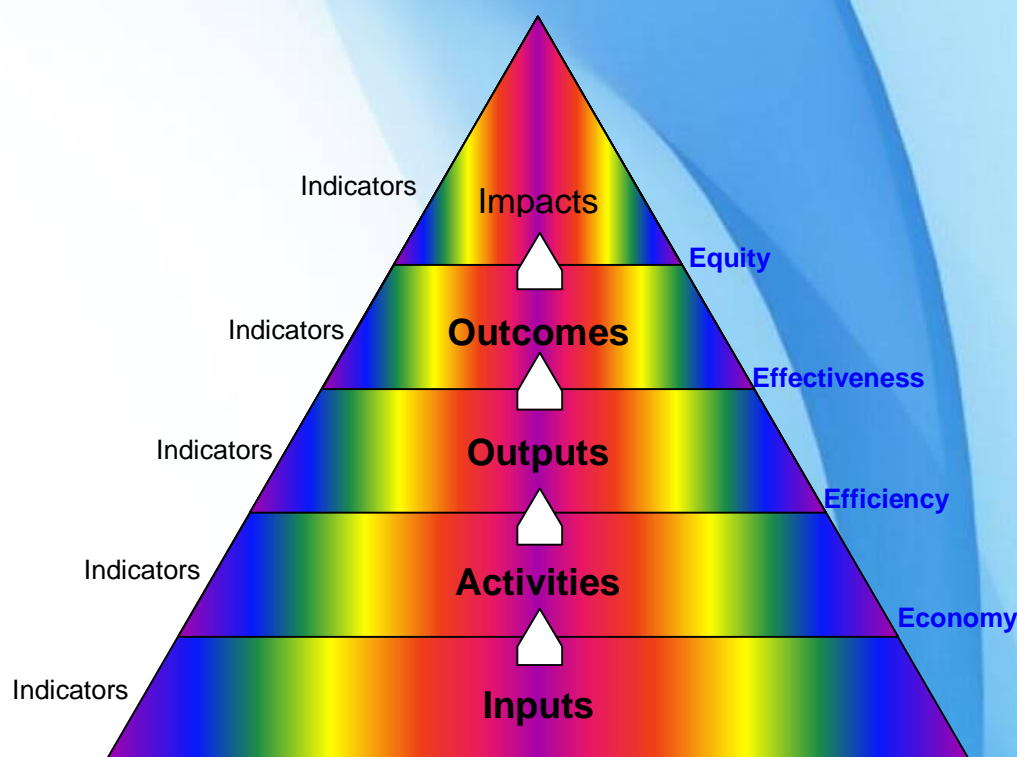 Indicators
Impacts
Equity
Indicators
Outcomes
Effectiveness
Indicators
Outputs
Efficiency
Indicators
Activities
Economy
Indicators
Inputs